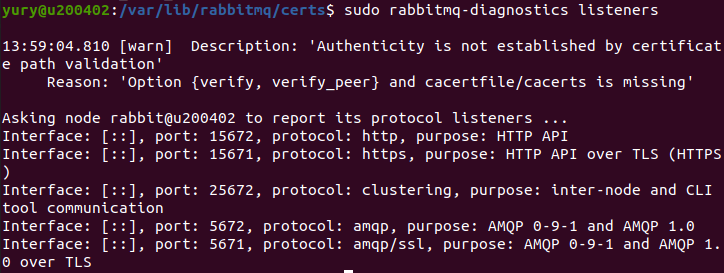 yury@u200402:/var/lib/rabbitmq/certs$ sudo rabbitmq-diagnostics listeners
13:59:04.810 [warn]  Description: 'Authenticity is not established by certificat
e path validation'
     Reason: 'Option {verify, verify_peer} and cacertfile/cacerts is missing'
Asking node rabbit@u200402 to report its protocol listeners ...
Interface: [::], port: 15672, protocol: http, purpose: HTTP API
Interface: [::], port: 15671, protocol: https, purpose: HTTP API over TLS (HTTPS
)
Interface: [::], port: 25672, protocol: clustering, purpose: inter-node and CLI
tool communication
Interface: [::], port: 5672, protocol: amqp, purpose: AMQP 0-9-1 and AMQP 1.0
Interface: [::], port: 5671, protocol: amqp/ssl, purpose: AMQP 0-9-1 and AMQP 1.
0 over TLS